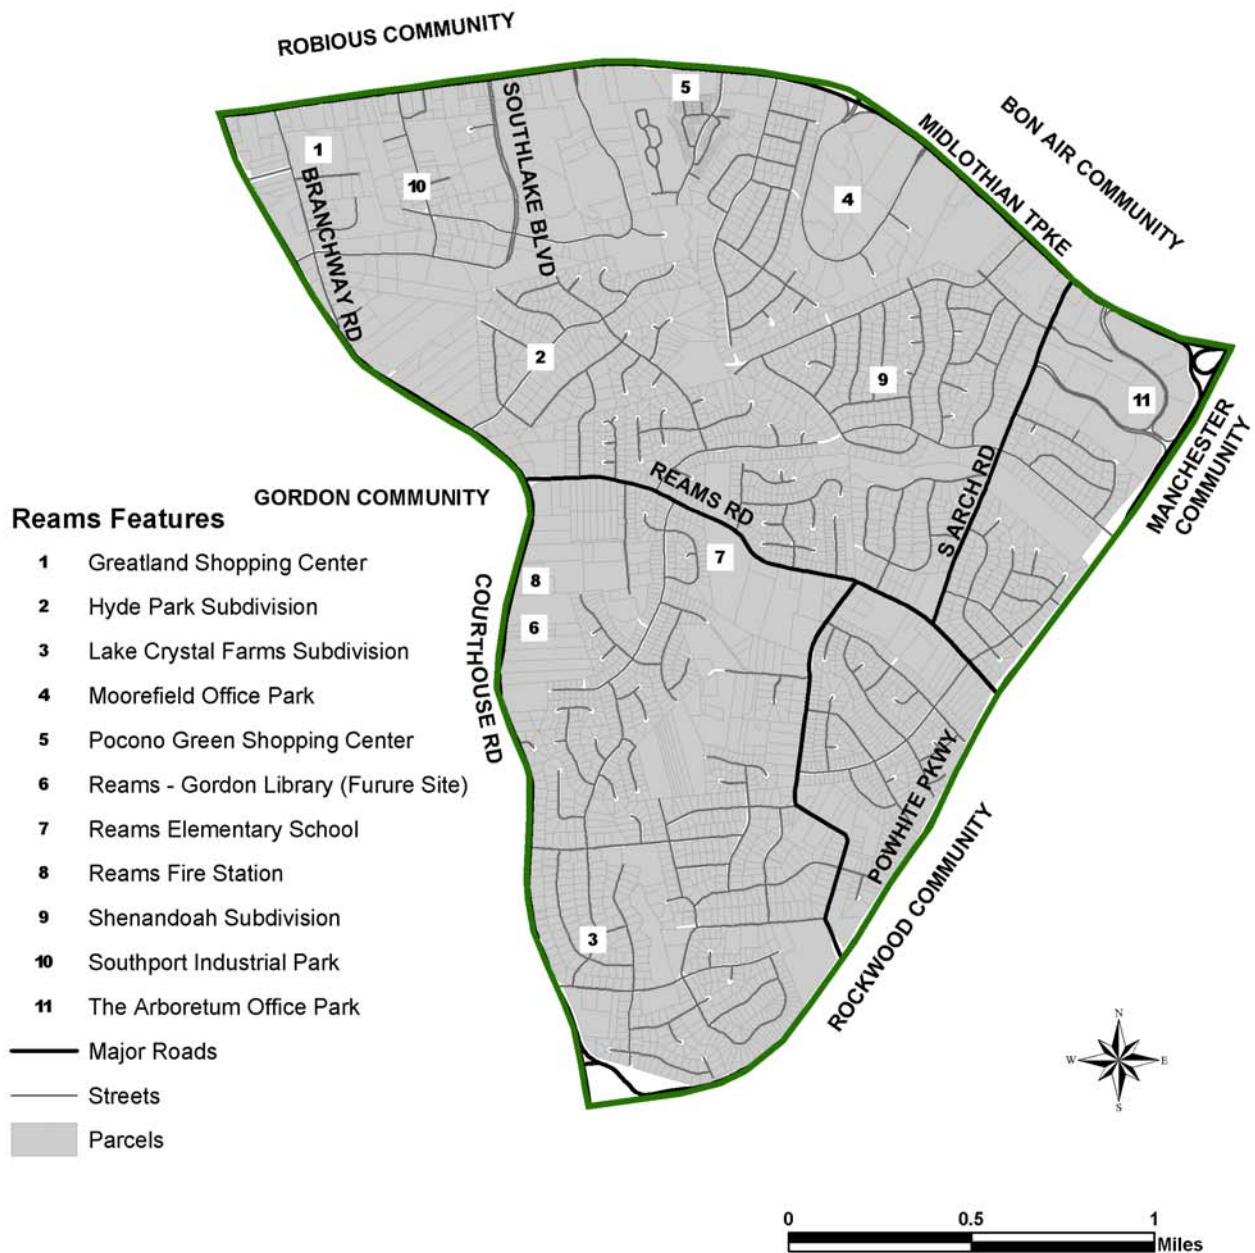 ROBIOUS COMMUNITY
BON AIR COMMUNITY
MIDLOTHIAN TPKE
SOUTHLAKE BLVD
BRANCHWAY RD
5
1
10
4
2
9
11
MANCHESTER
COMMUNITY
REAMS RD
S ARCH RD
GORDON COMMUNITY
7
8
6
COURTHOUSE RD
POWHITE PKWY
ROCKWOOD COMMUNITY
3
Reams Features
1 Greatland Shopping Center
2 Hyde Park Subdivision
3 Lake Crystal Farms Subdivision
4 Moorefield Office Park
5 Pocono Green Shopping Center
6 Reams - Gordon Library (Furure Site)
7 Reams Elementary School
8 Reams Fire Station
9 Shenandoah Subdivision
10 Southport Industrial Park
11 The Arboretum Office Park
Major Roads
Streets
Parcels
N
W E
S
0 0.5 1
Miles